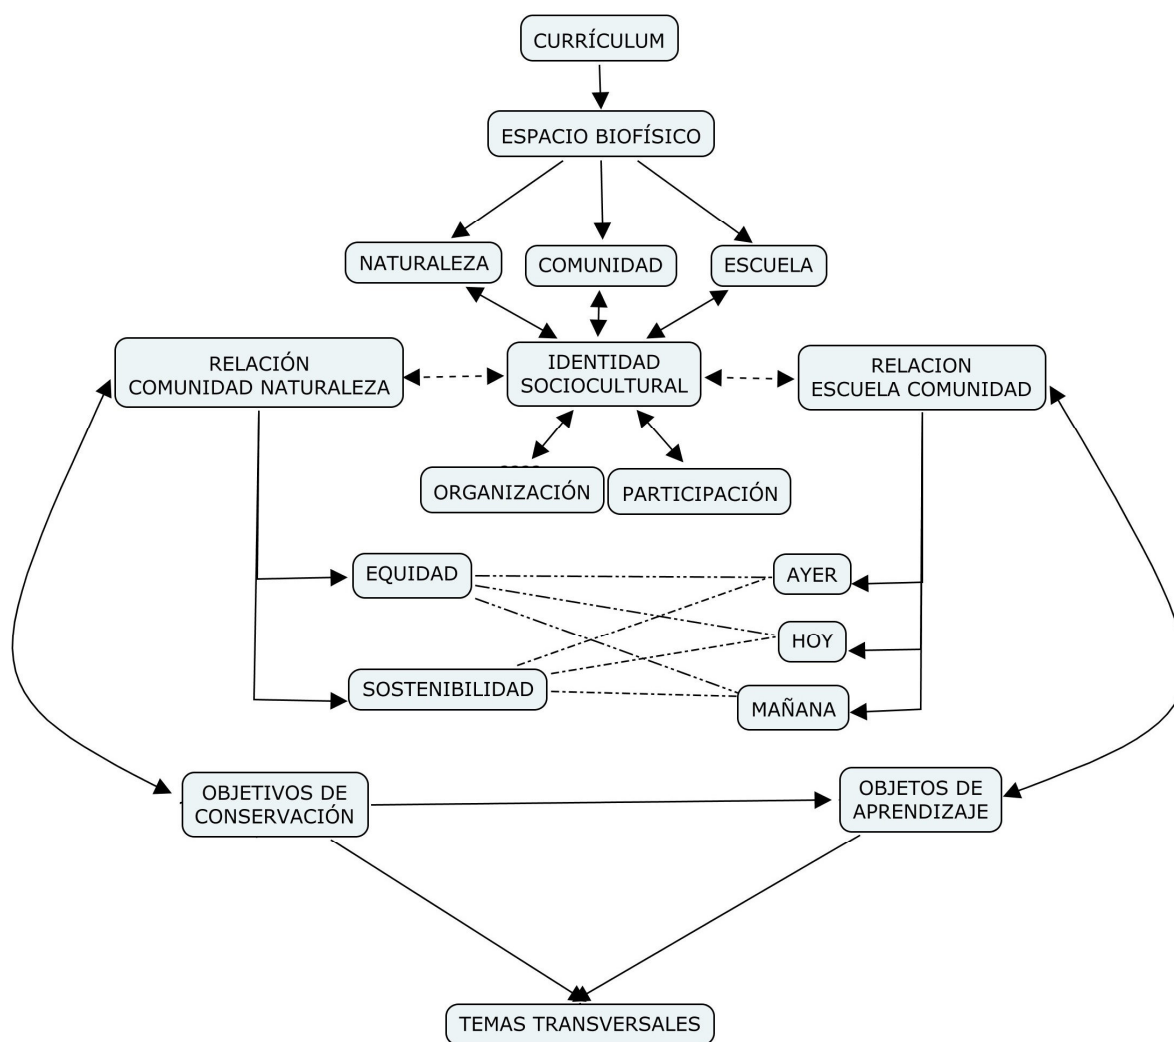 CURRÍCULUM
ESPACIO BIOFÍSICO
NATURALEZA
COMUNIDAD
ESCUELA
RELACIÓN
COMUNIDAD NATURALEZA
IDENTIDAD
SOCIOCULTURAL
RELACION
ESCUELA COMUNIDAD
ORGANIZACIÓN
PARTICIPACIÓN
EQUIDAD
AYER
HOY
SOSTENIBILIDAD
MAÑANA
OBJETIVOS DE
CONSERVACIÓN
OBJETOS DE
APRENDIZAJE
TEMAS TRANSVERSALES